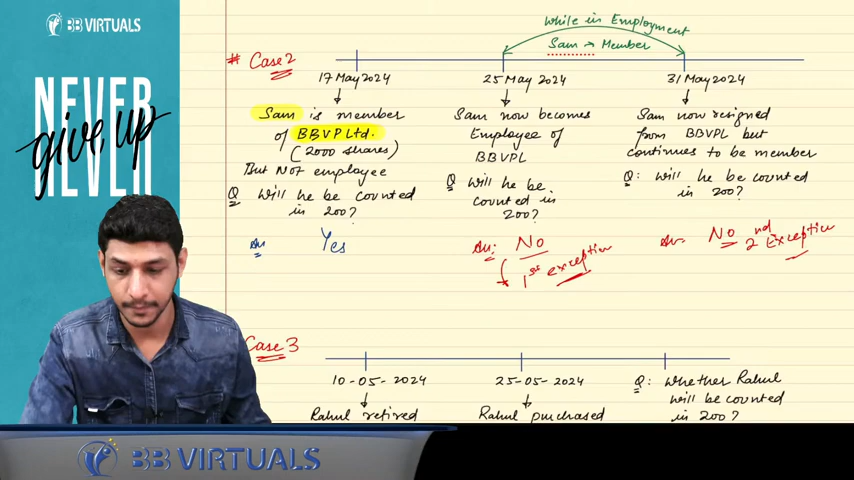 BB VIRTUALS
NEVER
give up
NEVER
while in Employment
Sam → Member
# Case 2
17 May 2024
25 May 2024
31 May 2024
Sam is member
of BBVP Ltd.
(2000 shares)
But Not employee
Q Will he be counted
in 200?
An Yes
Sam now becomes
Employee of
BBVPL
Q Will he be
counted in
200?
An: No
1st exception
Sam now resigned
from BBVPL but
continues to be member
Q: Will he be counted
in 200?
An: No
2nd Exception
Case 3
10-05-2024
25-05-2024
Rahul retired
Rahul purchased
Q: Whether Rahul
will be counted
in 200?
BB VIRTUALS